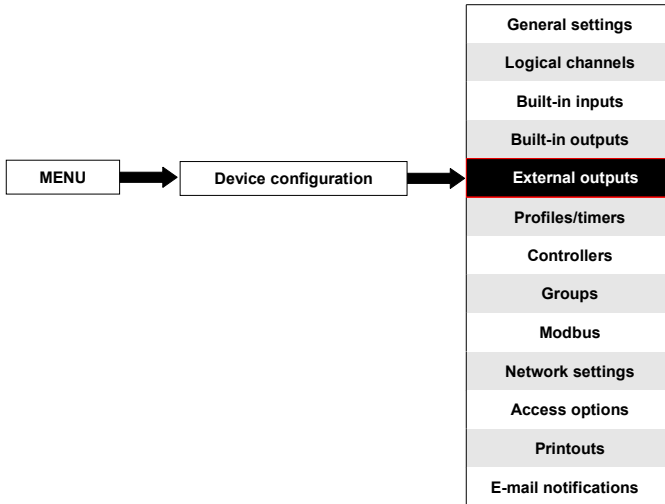 General settings
Logical channels
Built-in inputs
Built-in outputs
MENU
Device configuration
External outputs
Profiles/timers
Controllers
Groups
Modbus
Network settings
Access options
Printouts
E-mail notifications